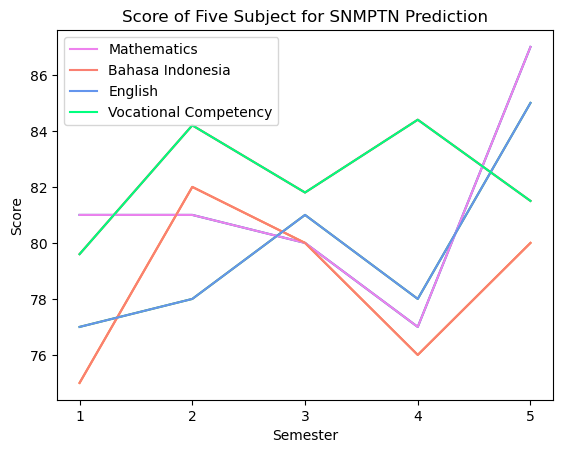 Score of Five Subject for SNMPTN Prediction
Mathematics
Bahasa Indonesia
English
Vocational Competency
86
84
82
80
78
76
Score
1 2 3 4 5
Semester